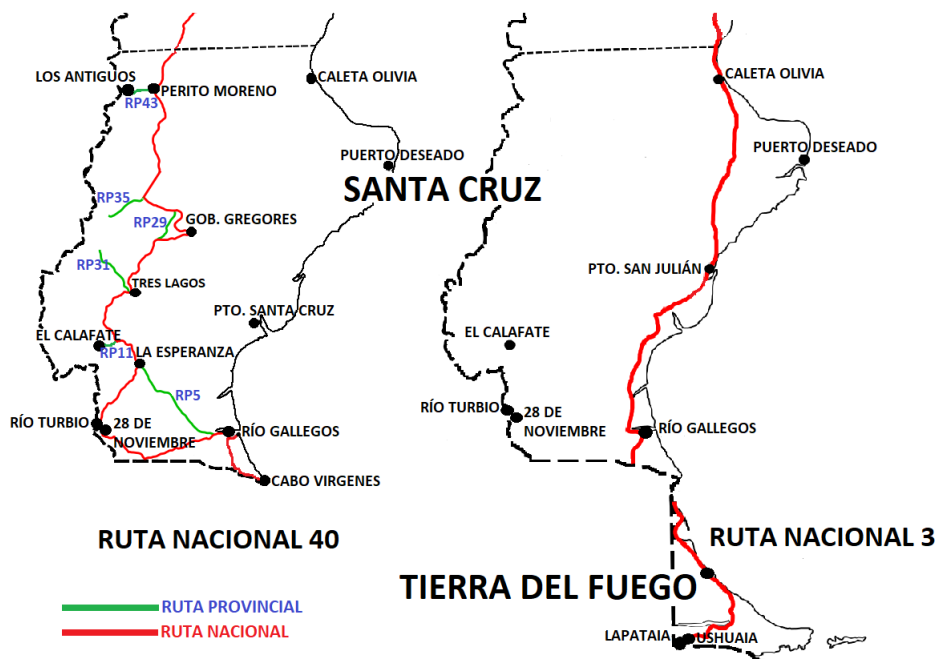 LOS ANTIGUOS
CALETA OLIVIA
RP43
PERITO MORENO
PUERTO DESEADO
SANTA CRUZ
RP35
RP29
GOB. GREGORES
RP31
TRES LAGOS
PTO. SANTA CRUZ
EL CALAFATE
RP11
LA ESPERANZA
RP5
RÍO TURBIO
28 DE
NOVIEMBRE
RÍO GALLEGOS
CABO VIRGENES
RUTA NACIONAL 40
RUTA PROVINCIAL
RUTA NACIONAL
CALETA OLIVIA
PUERTO DESEADO
PTO. SAN JULIÁN
EL CALAFATE
RÍO TURBIO
28 DE
NOVIEMBRE
RÍO GALLEGOS
RUTA NACIONAL 3
TIERRA DEL FUEGO
LAPATAIA
USHUAIA